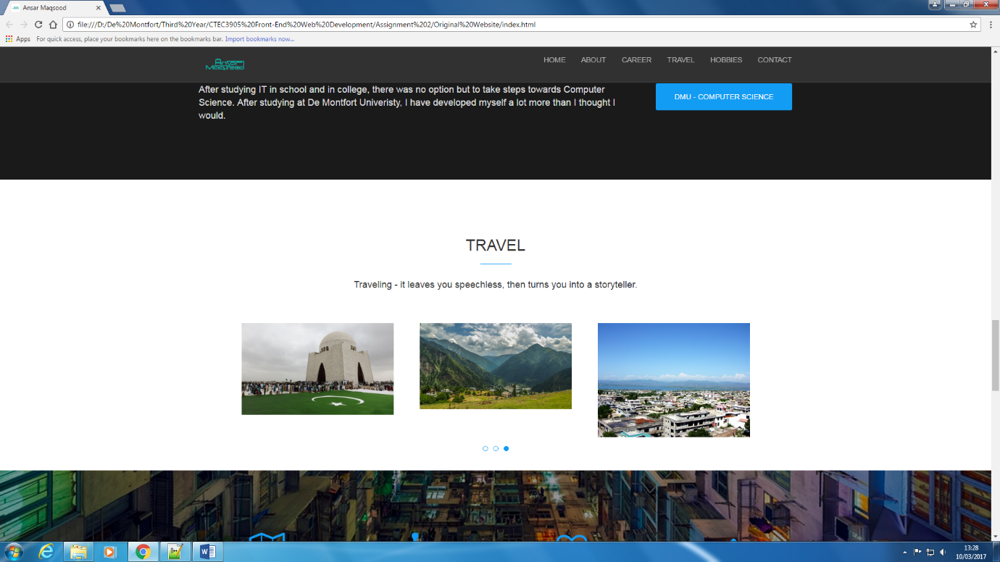 Ansar Maqsood
file:///D:/De%20Montfort/Third%20Year/CTEC3905%20Front-End%20Web%20Development/Assignment%202/Original%20Website/index.html
Apps For quick access, place your bookmarks here on the bookmarks bar. Import bookmarks now...
Ansar
Maqsood
HOME ABOUT CAREER TRAVEL HOBBIES CONTACT
After studying IT in school and in college, there was no option but to take steps towards Computer
Science. After studying at De Montfort Univeristy, I have developed myself a lot more than I thought I
would.
DMU - COMPUTER SCIENCE
TRAVEL
Traveling - it leaves you speechless, then turns you into a storyteller.
13:28
10/03/2017